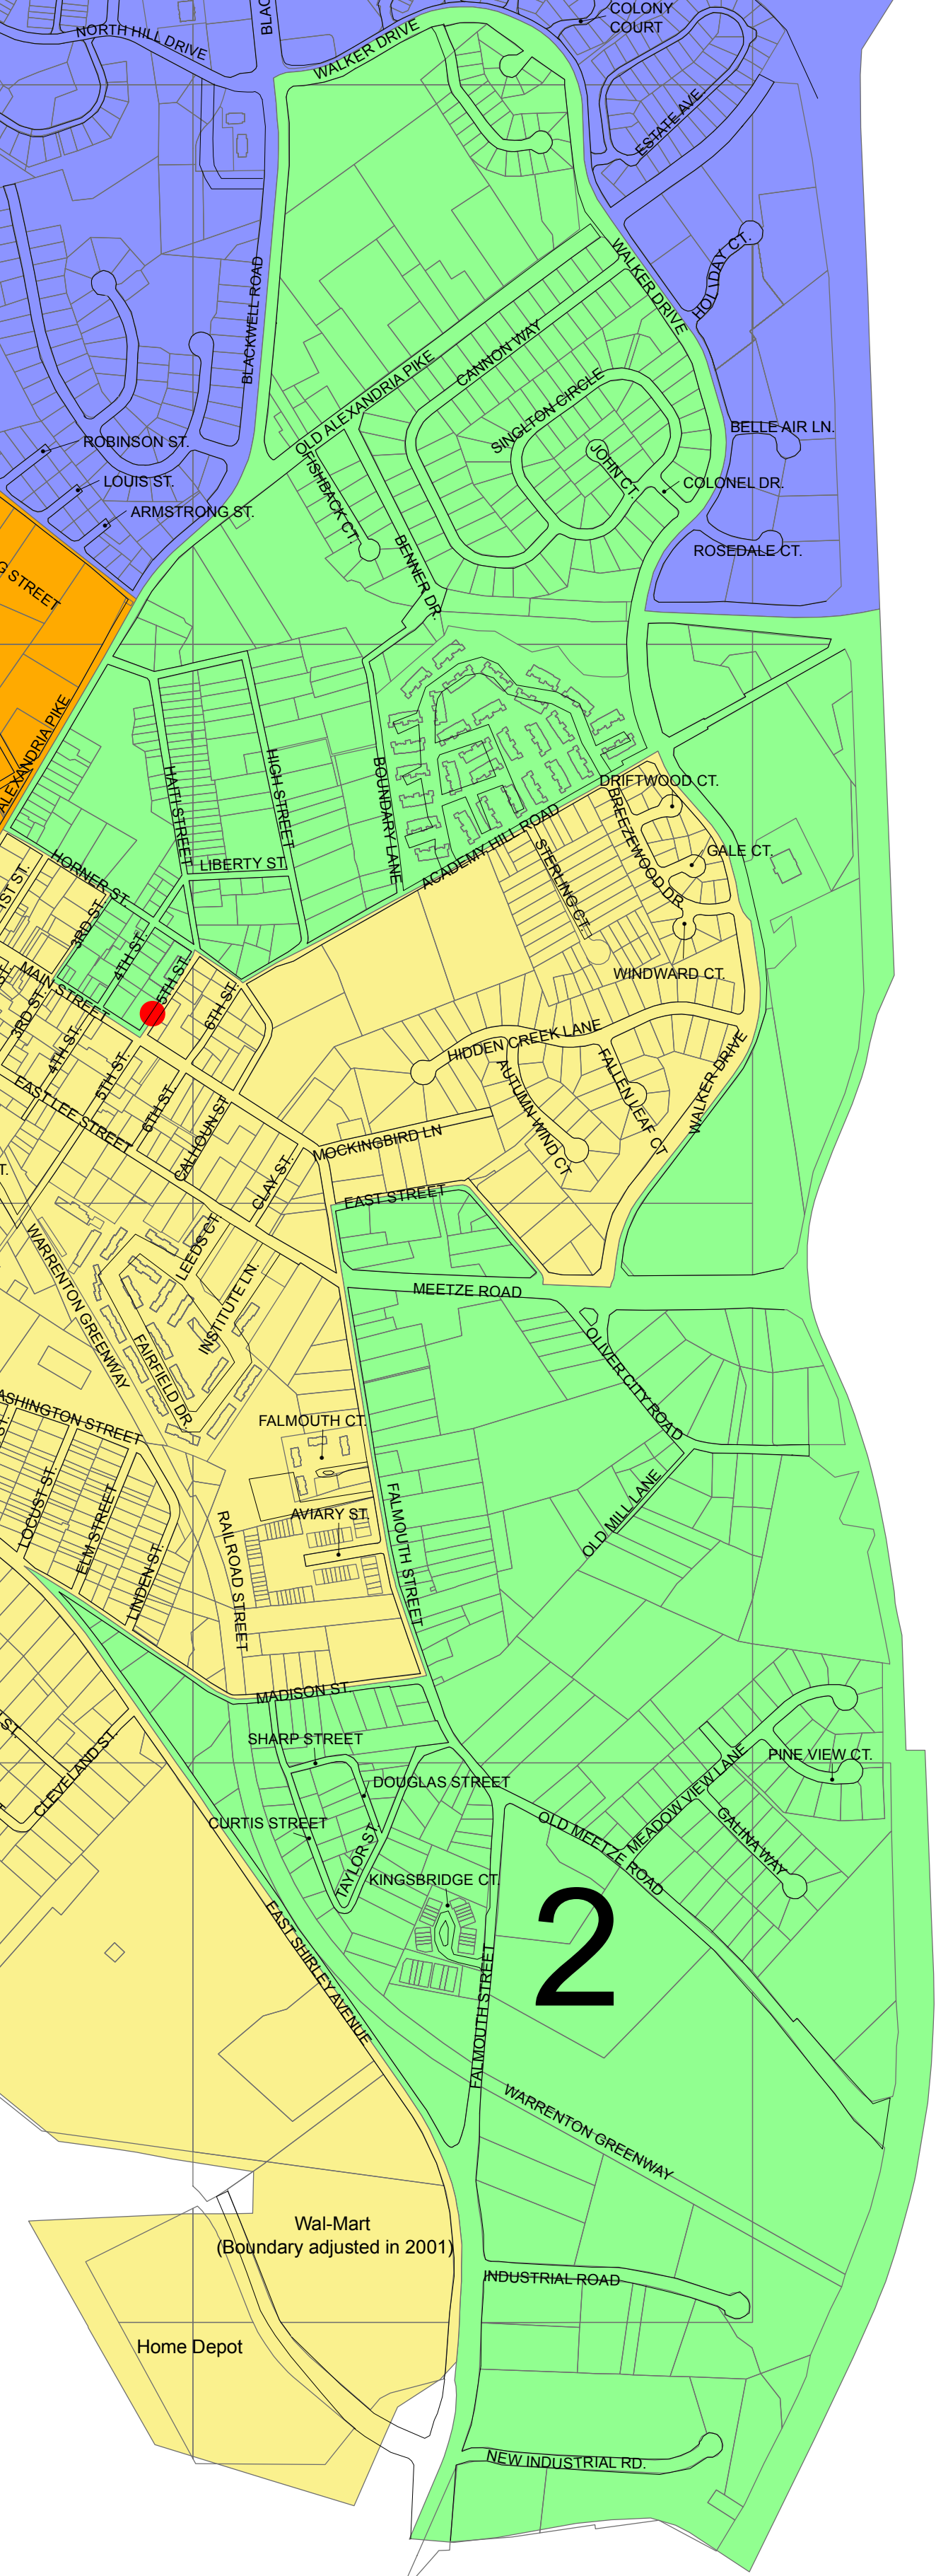 COLONY
COURT
NORTH HILL DRIVE
WALKER DRIVE
ESTATE AVE.
HOLIDAY CT.
WALKER DRIVE
BLACKWELL ROAD
CANNON WAY
OLD ALEXANDRIA PIKE
SINGLTON CIRCLE
BELLE AIR LN.
ROBINSON ST.
LOUIS ST.
ARMSTRONG ST.
OFISHBACK CT.
JOHN CT.
COLONEL DR.
ROSEDALE CT.
BENNER DR.
G STREET
ALEXANDRIA PIKE
HAITI STREET
HIGH STREET
BOUNDARY LANE
DRIFTWOOD CT.
BREEZEWOOD DR.
GALE CT.
ACADEMY HILL ROAD
STERLING CT.
LIBERTY ST.
HORNER ST.
1ST ST.
3RD ST.
4TH ST.
5TH ST.
6TH ST.
MAIN STREET
WINDWARD CT.
3RD ST.
4TH ST.
5TH ST.
6TH ST.
HIDDEN CREEK LANE
AUTUMN WIND CT
FALLEN LEAF CT
WALKER DRIVE
EAST LEE STREET
CALHOUN ST
MOCKINGBIRD LN
CLAY ST.
EAST STREET
T.
LEEDS CT.
WARRENTON GREENWAY
INSTITUTE LN.
MEETZE ROAD
FAIRFIELD DR.
OLIVER CITY ROAD
ASHINGTON STREET
ST.
FALMOUTH CT.
LOCUST ST.
ELM STREET
LINDEN ST.
RAILROAD STREET
AVIARY ST.
FALMOUTH STREET
OLD MILL LANE
MADISON ST.
ST.
CLEVELAND ST.
SHARP STREET
DOUGLAS STREET
CURTIS STREET
TAYLOR ST.
KINGSBRIDGE CT.
PINE VIEW CT.
MEADOW VIEW LANE
GALINA WAY
OLD MEETZE ROAD
2
EAST SHIRLEY AVENUE
FALMOUTH STREET
WARRENTON GREENWAY
Wal-Mart
(Boundary adjusted in 2001)
INDUSTRIAL ROAD
Home Depot
NEW INDUSTRIAL RD.